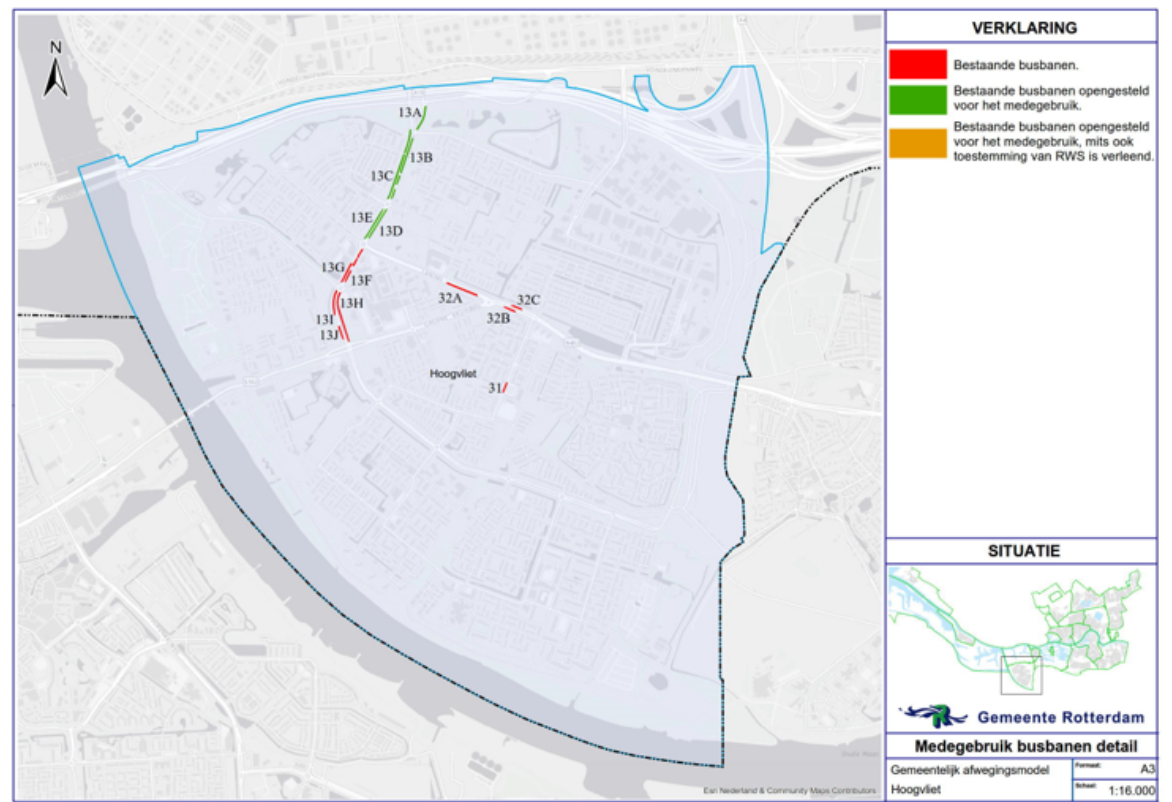 N
13A
13B
13C
13E
13D
13G
13F
13H
13I
13J
32A
32C
32B
Hoogvliet
31
Esri Nederland & Community Maps Contributors
VERKLARING
Bestaande busbanen.
Bestaande busbanen opengesteld
voor het medegebruik.
Bestaande busbanen opengesteld
voor het medegebruik, mits ook
toestemming van RWS is verleend.
SITUATIE
Gemeente Rotterdam
Medegebruik busbanen detail
Gemeentelijk afwegingsmodel
Hoogvliet
Formaat:
A3
Schaal:
1:16.000